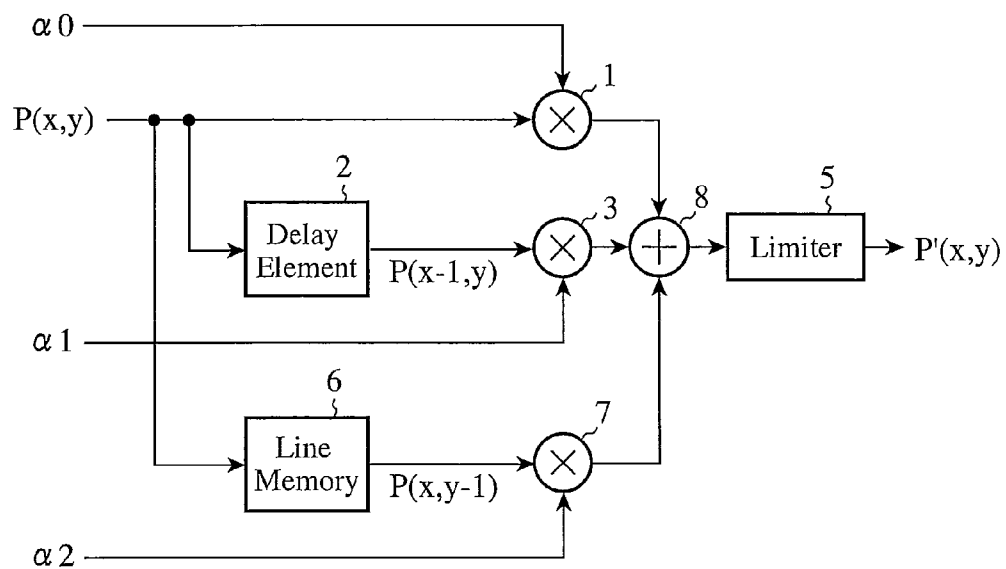 α0
1
P(x,y)
2
3
8
5
Delay
Element
P(x-1,y)
Limiter
P'(x,y)
α1
6
7
Line
Memory
P(x,y-1)
α2